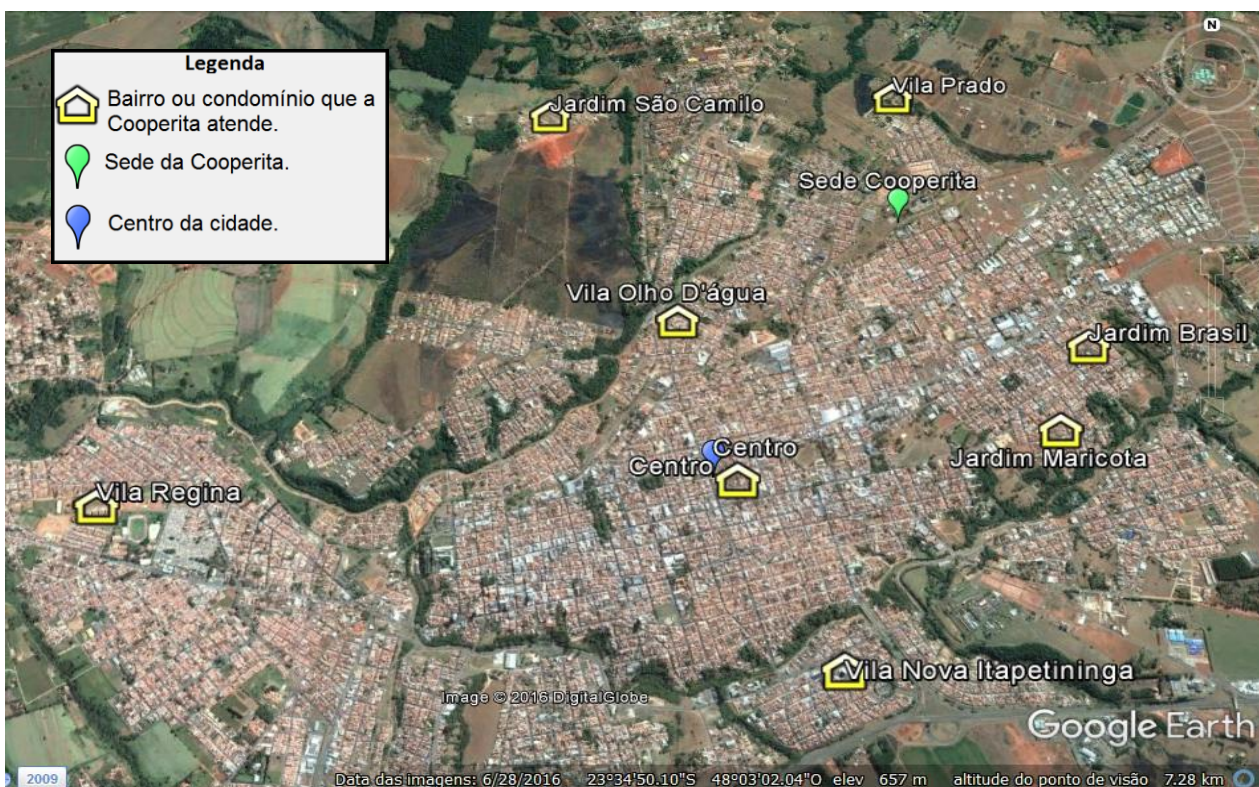 N
Legenda
Bairro ou condomínio que a
Cooperita atende.
Sede da Cooperita.
Centro da cidade.
Jardim São Camilo
Vila Prado
Sede Cooperita
Vila Olho D'água
Jardim Brasil
Centro
Centro
Jardim Maricota
Vila Regina
Vila Nova Itapetininga
Image © 2016 DigitalGlobe
Google Earth
2009
Data das imagens: 6/28/2016 23°34'50.10"S 48°03'02.04"O elev 657 m altitude do ponto de visão 7.28 km